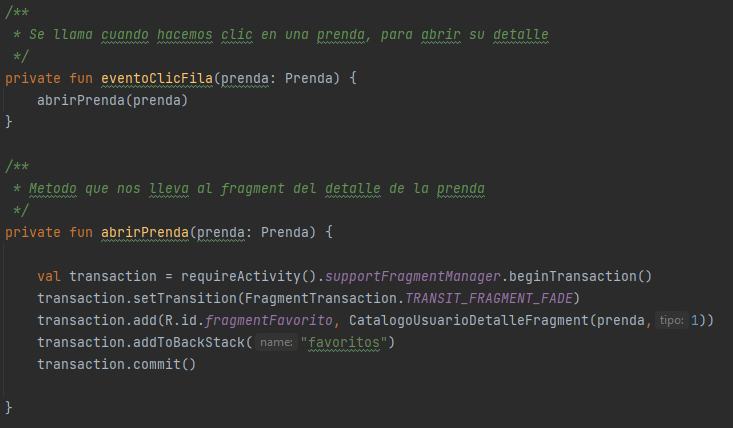 /**
 * Se llama cuando hacemos clic en una prenda, para abrir su detalle
 */
private fun eventoClicFila(prenda: Prenda) {
    abrirPrenda(prenda)
}

/**
 * Metodo que nos lleva al fragment del detalle de la prenda
 */
private fun abrirPrenda(prenda: Prenda) {

    val transaction = requireActivity().supportFragmentManager.beginTransaction()
    transaction.setTransition(FragmentTransaction.TRANSIT_FRAGMENT_FADE)
    transaction.add(R.id.fragmentFavorito, CatalogoUsuarioDetalleFragment(prenda, tipo: 1))
    transaction.addToBackStack( name: "favoritos")
    transaction.commit()

}